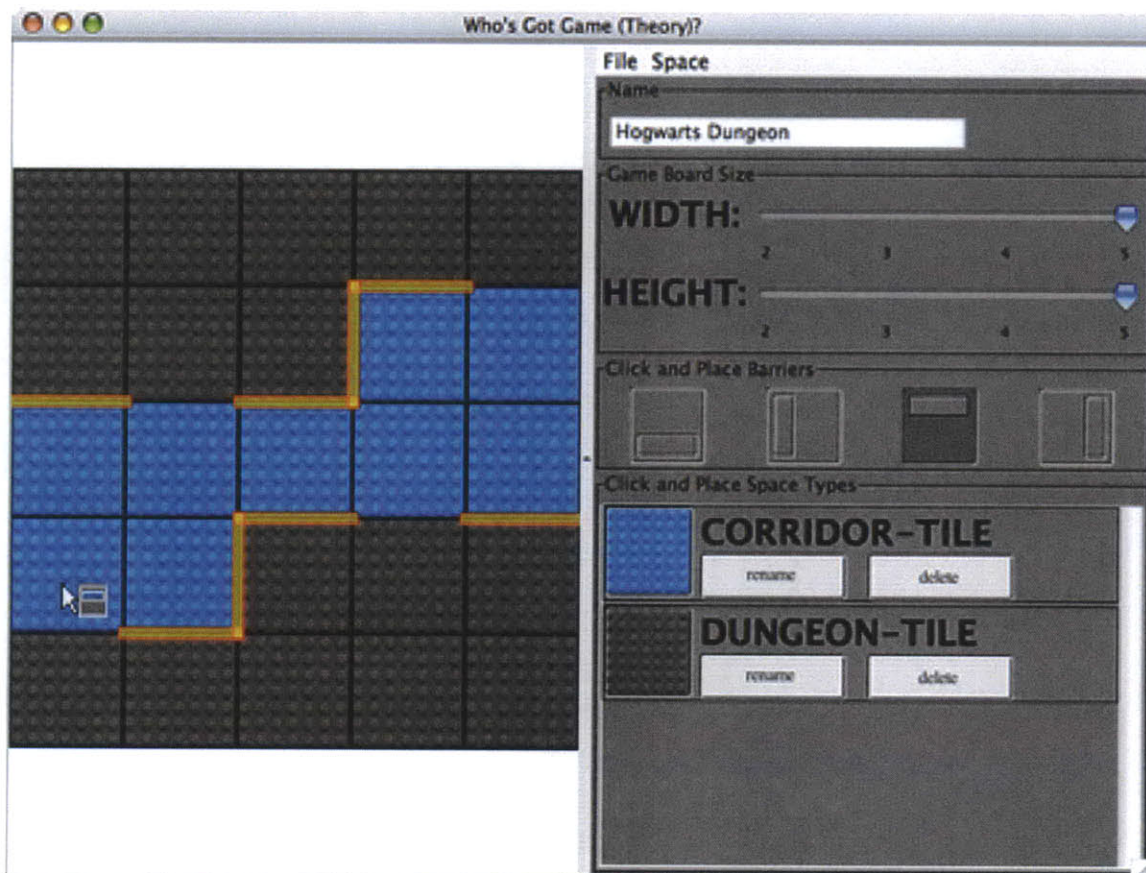 Who's Got Game (Theory)?
File Space
Name
Hogwarts Dungeon
Game Board Size
WIDTH:
2 3 4 5
HEIGHT:
2 3 4 5
Click and Place Barriers
Click and Place Space Types
CORRIDOR-TILE
rename delete
DUNGEON-TILE
rename delete